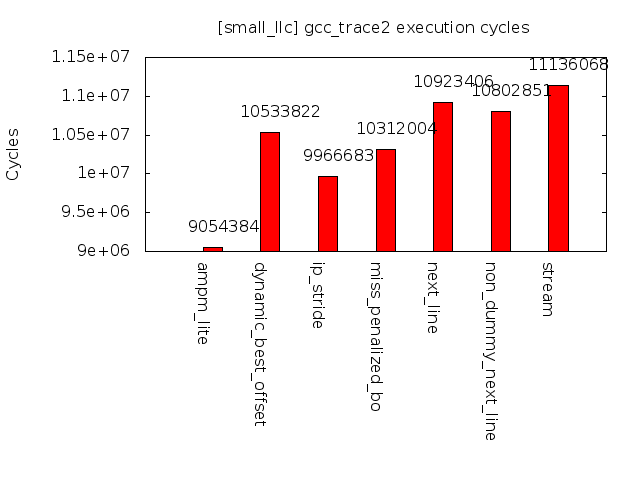 [small_llc] gcc_trace2 execution cycles
Cycles
1.15e+07
1.1e+07
1.05e+07
1e+07
9.5e+06
9e+06
9054384
10533822
9966683
10312004
10923406
10802851
11136068
ampm_lite
dynamic_best_offset
ip_stride
miss_penalized_bo
next_line
non_dummy_next_line
stream